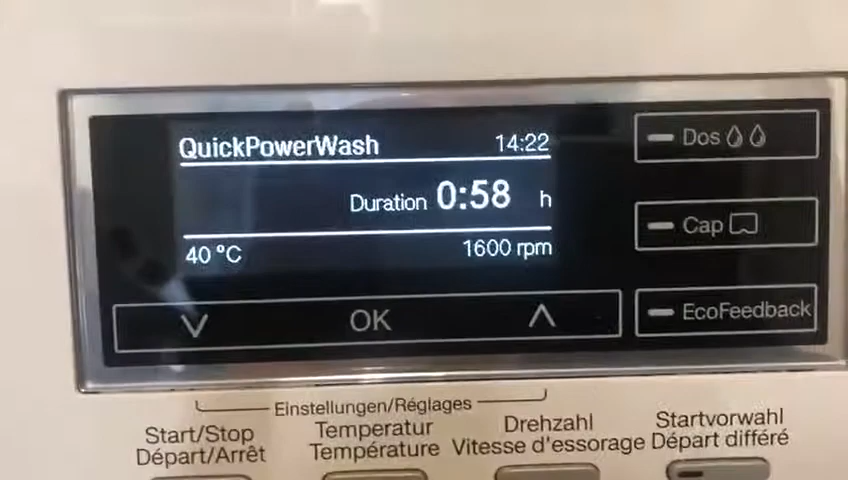 QuickPowerWash 14:22
Duration 0:58 h
40 °C 1600 rpm
Dos
Cap
EcoFeedback
OK
Einstellungen/Réglages
Start/Stop
Départ/Arrêt
Temperatur
Température
Drehzahl
Vitesse d'essorage
Startvorwahl
Départ différé